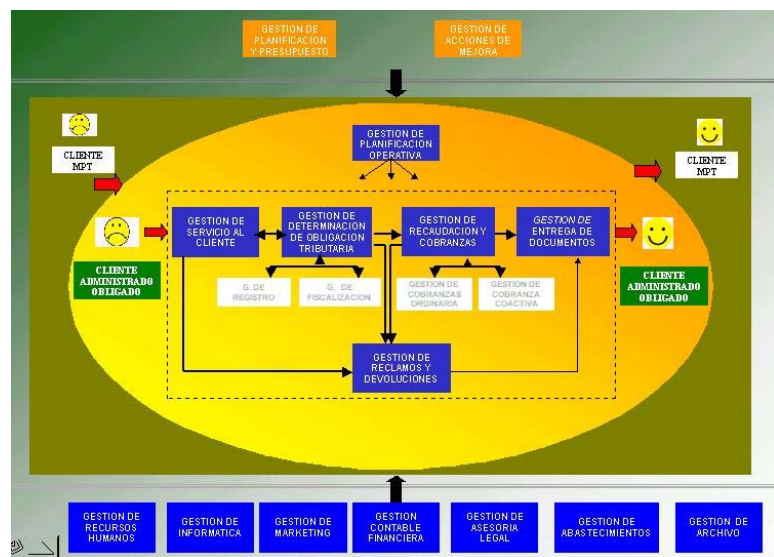 GESTION DE
PLANIFICACION
Y PRESUPUESTO
GESTION DE
ACCIONES DE
MEJORA
CLIENTE
MPT
GESTION DE
PLANIFICACION
OPERATIVA
CLIENTE
MPT
GESTION DE
SERVICIO AL
CLIENTE
GESTION DE
DETERMINACION
DE OBLIGACION
TRIBUTARIA
GESTION DE
RECAUDACION Y
COBRANZAS
GESTION DE
ENTREGA DE
DOCUMENTOS
CLIENTE
ADMINISTRADO
OBLIGADO
G. DE
REGISTRO
G. DE
FISCALIZACION
GESTION DE
COBRANZAS
ORDINARIA
GESTION DE
COBRANZA
COACTIVA
CLIENTE
ADMINISTRADO
OBLIGADO
GESTION DE
RECLAMOS Y
DEVOLUCIONES
GESTION DE
RECURSOS
HUMANOS
GESTION DE
INFORMATICA
GESTION DE
MARKETING
GESTION
CONTABLE
FINANCIERA
GESTION DE
ASESORIA
LEGAL
GESTION DE
ABASTECIMIENTOS
GESTION DE
ARCHIVO